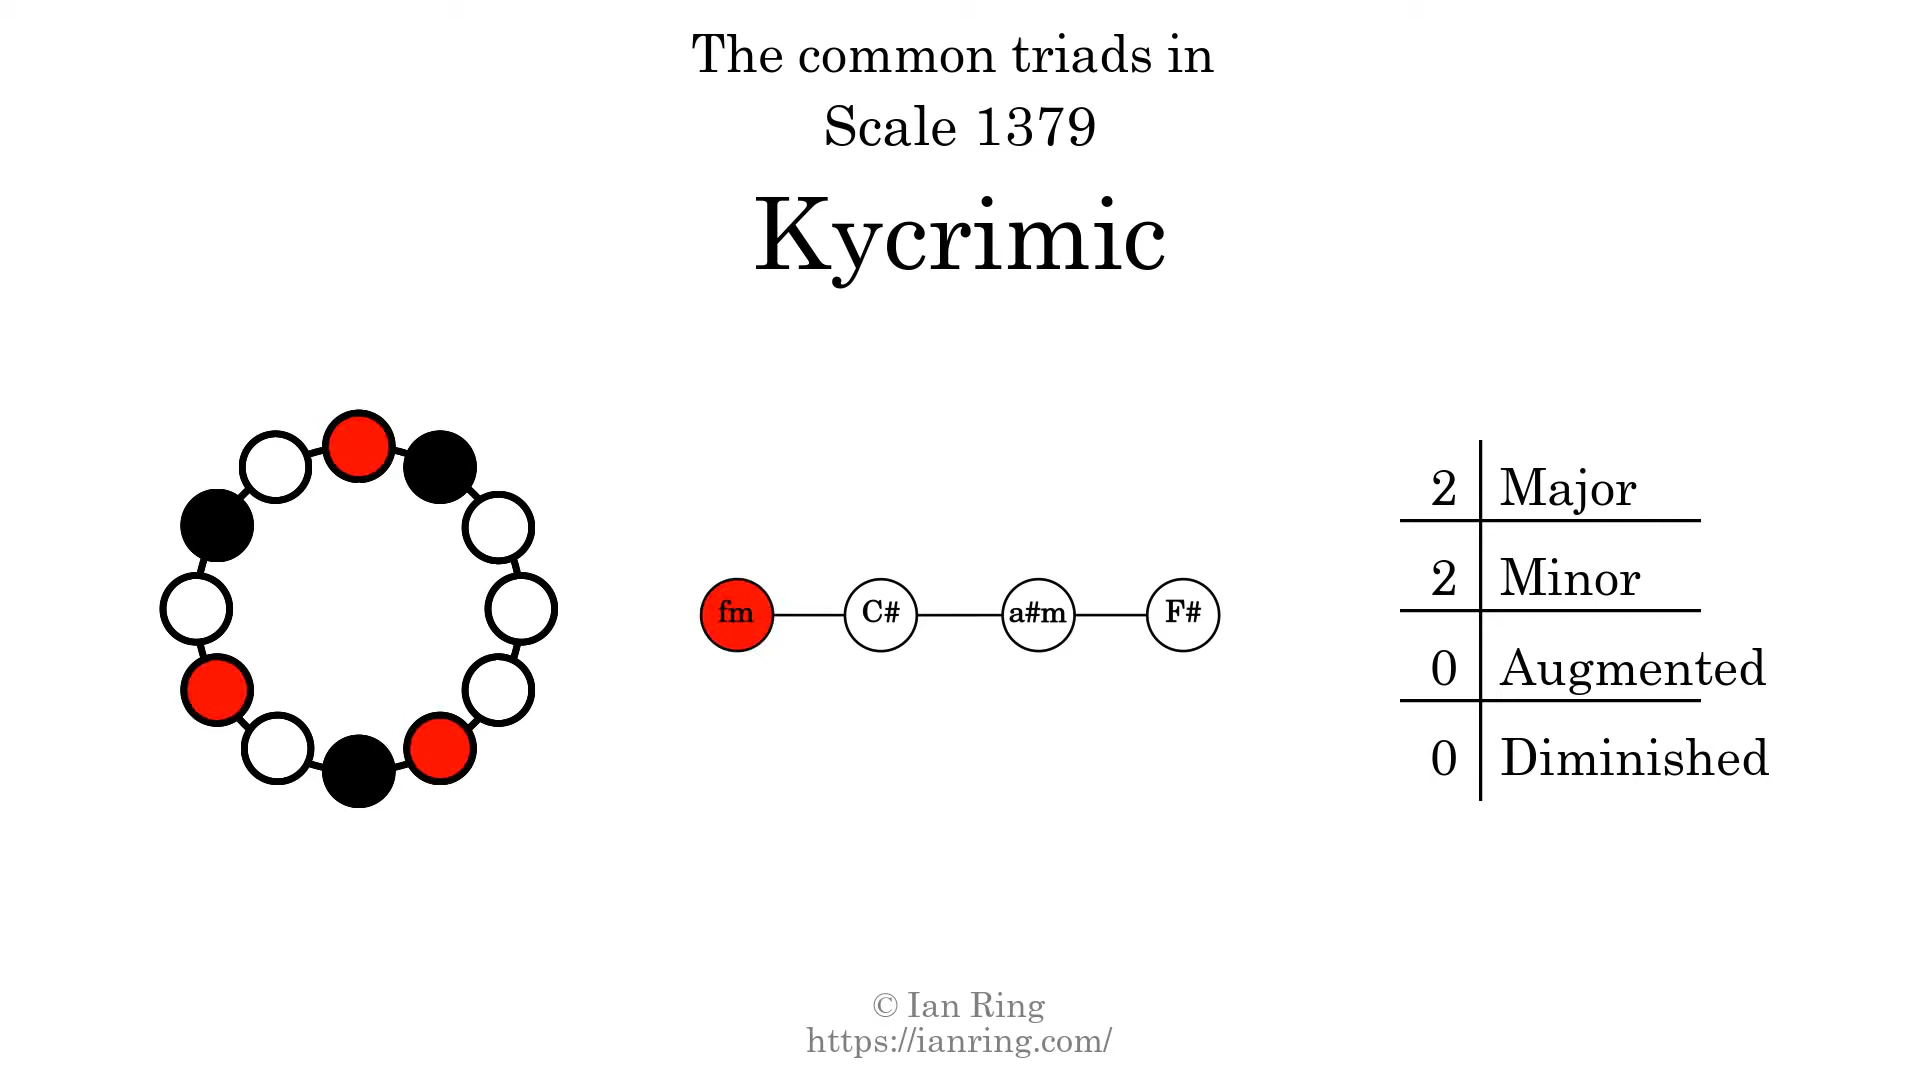 The common triads in
Scale 1379
Kycrimic
fm
C#
a#m
F#
2 Major
2 Minor
0 Augmented
0 Diminished
© Ian Ring
https://ianring.com/